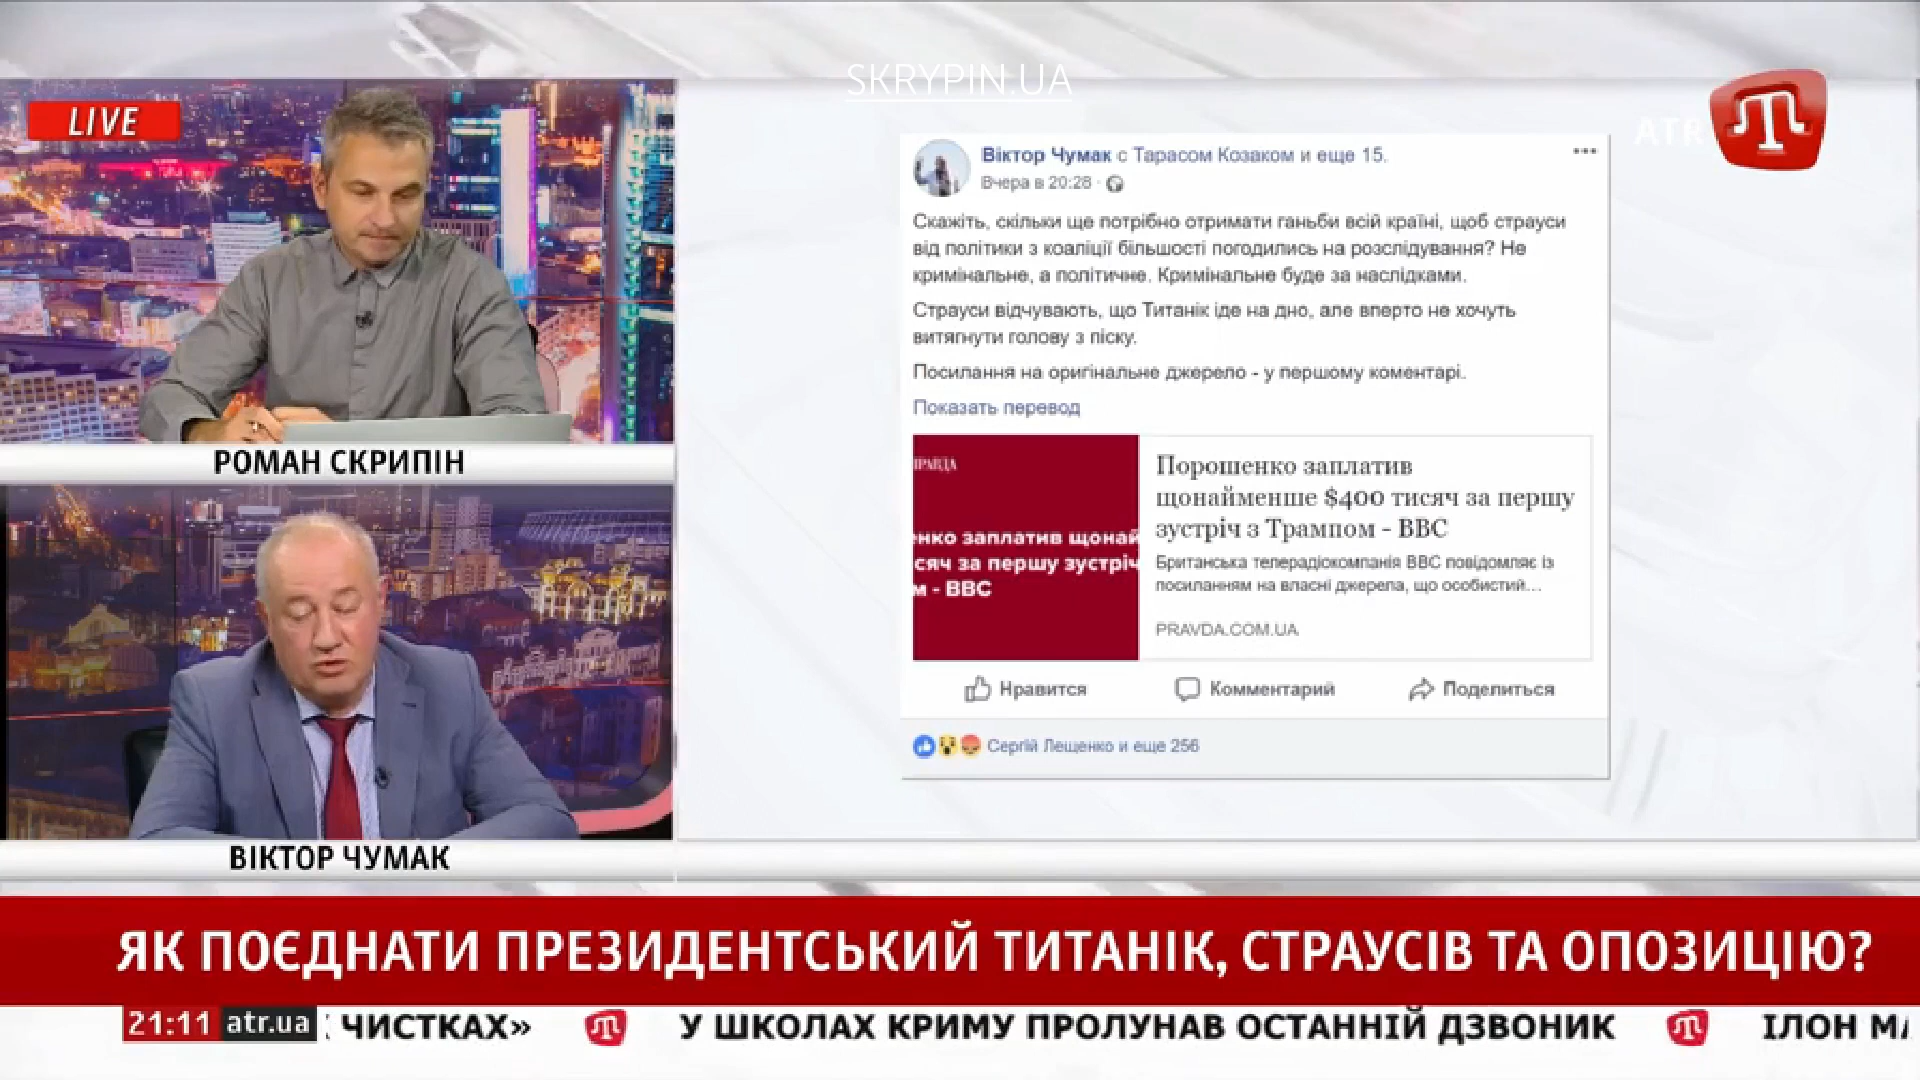 SKRYPIN.UA
LIVE
ATR
РОМАН СКРИПІН
ВІКТОР ЧУМАК
Віктор Чумак с Тарасом Козаком и еще 15.
Вчера в 20:28 ·
Скажіть, скільки ще потрібно отримати ганьби всій країні, щоб страуси
від політики з коаліції більшості погодились на розслідування? Не
кримінальне, а політичне. Кримінальне буде за наслідками.
Страуси відчувають, що Титанік іде на дно, але вперто не хочуть
витягнути голову з піску.
Посилання на оригінальне джерело - у першому коментарі.
Показать перевод
ПРАВДА
енко заплатив щонай
сяч за першу зустріч
м - BBC
Порошенко заплатив
щонайменше $400 тисяч за першу
зустріч з Трампом - BBC
Британська телерадіокомпанія BBC повідомляє із
посиланням на власні джерела, що особистий...
PRAVDA.COM.UA
Нравится Комментарий Поделиться
Сергій Лещенко и еще 256
ЯК ПОЄДНАТИ ПРЕЗИДЕНТСЬКИЙ ТИТАНІК, СТРАУСІВ ТА ОПОЗИЦІЮ?
21:11 atr.ua ЧИСТКАХ» У ШКОЛАХ КРИМУ ПРОЛУНАВ ОСТАННІЙ ДЗВОНИК ІЛОН МА